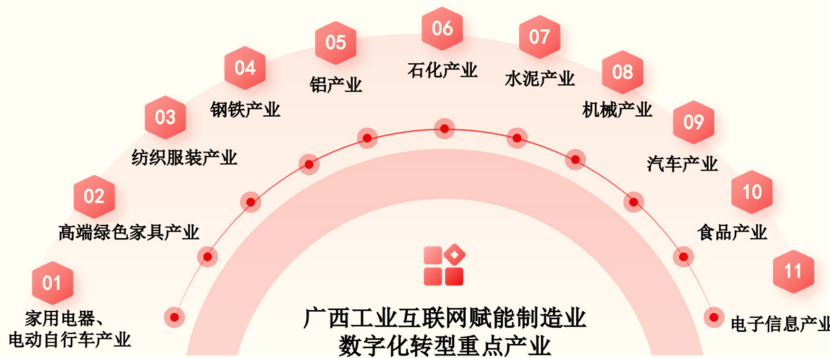 01
家用电器、
电动自行车产业
02
高端绿色家具产业
03
纺织服装产业
04
钢铁产业
05
铝产业
06
石化产业
07
水泥产业
08
机械产业
09
汽车产业
10
食品产业
11
电子信息产业
广西工业互联网赋能制造业
数字化转型重点产业